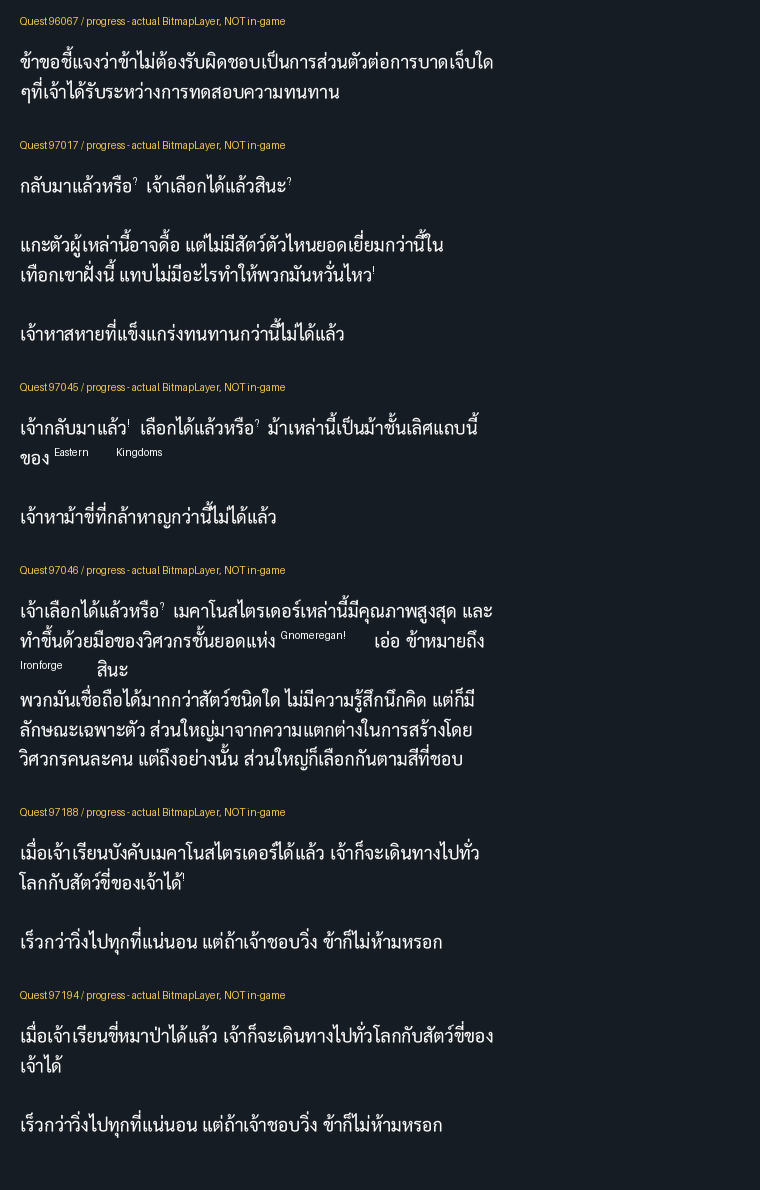 Quest 96067 / progress - actual BitmapLayer, NOT in-game
ข้าขอชี้แจงว่าข้าไม่ต้องรับผิดชอบเป็นการส่วนตัวต่อการบาดเจ็บใด
ๆที่เจ้าได้รับระหว่างการทดสอบความทนทาน
Quest 97017 / progress - actual BitmapLayer, NOT in-game
กลับมาแล้วหรือ? เจ้าเลือกได้แล้วสินะ?
แกะตัวผู้เหล่านี้อาจดื้อ แต่ไม่มีสัตว์ตัวไหนยอดเยี่ยมกว่านี้ใน
เทือกเขาฝั่งนี้ แทบไม่มีอะไรทำให้พวกมันหวั่นไหว!
เจ้าหาสหายที่แข็งแกร่งทนทานกว่านี้ไม่ได้แล้ว
Quest 97045 / progress - actual BitmapLayer, NOT in-game
เจ้ากลับมาแล้ว! เลือกได้แล้วหรือ? ม้าเหล่านี้เป็นม้าชั้นเลิศแถบนี้
ของ Eastern Kingdoms
เจ้าหาม้าขี่ที่กล้าหาญกว่านี้ไม่ได้แล้ว
Quest 97046 / progress - actual BitmapLayer, NOT in-game
เจ้าเลือกได้แล้วหรือ? เมคาโนสไตรเดอร์เหล่านี้มีคุณภาพสูงสุด และ
ทำขึ้นด้วยมือของวิศวกรชั้นยอดแห่ง Gnomeregan! เอ่อ ข้าหมายถึง
Ironforge สินะ
พวกมันเชื่อถือได้มากกว่าสัตว์ชนิดใด ไม่มีความรู้สึกนึกคิด แต่ก็มี
ลักษณะเฉพาะตัว ส่วนใหญ่มาจากความแตกต่างในการสร้างโดย
วิศวกรคนละคน แต่ถึงอย่างนั้น ส่วนใหญ่ก็เลือกกันตามสีที่ชอบ
Quest 97188 / progress - actual BitmapLayer, NOT in-game
เมื่อเจ้าเรียนบังคับเมคาโนสไตรเดอร์ได้แล้ว เจ้าก็จะเดินทางไปทั่ว
โลกกับสัตว์ขี่ของเจ้าได้!
เร็วกว่าวิ่งไปทุกที่แน่นอน แต่ถ้าเจ้าชอบวิ่ง ข้าก็ไม่ห้ามหรอก
Quest 97194 / progress - actual BitmapLayer, NOT in-game
เมื่อเจ้าเรียนขี่หมาป่าได้แล้ว เจ้าก็จะเดินทางไปทั่วโลกกับสัตว์ขี่ของ
เจ้าได้
เร็วกว่าวิ่งไปทุกที่แน่นอน แต่ถ้าเจ้าชอบวิ่ง ข้าก็ไม่ห้ามหรอก